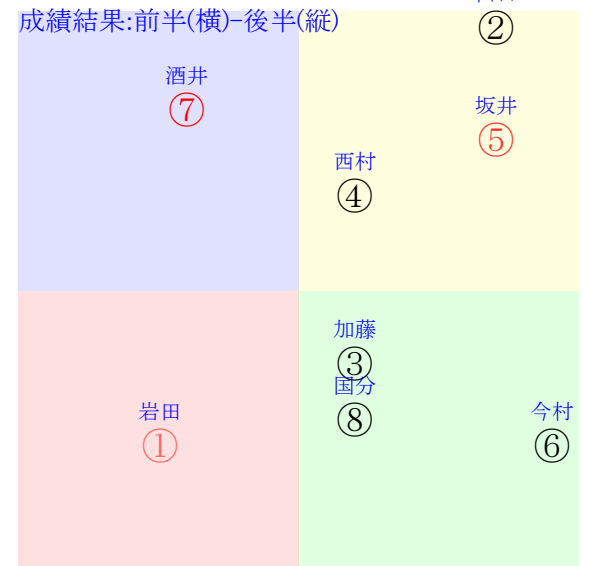 成績結果:前半(横)-後半(縦)
②
酒井
⑦
坂井
⑤
西村
④
加藤
③
国分
⑧
岩田
①
今村
⑥